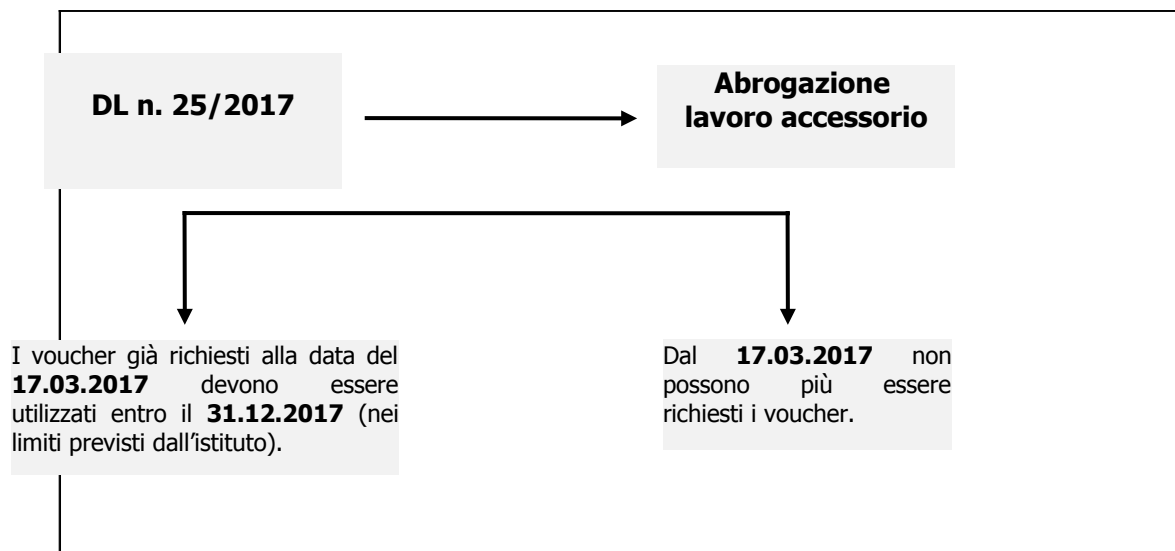 DL n. 25/2017
Abrogazione
lavoro accessorio
I voucher già richiesti alla data del
17.03.2017 devono essere
utilizzati entro il 31.12.2017 (nei
limiti previsti dall'istituto).
Dal 17.03.2017 non
possono più essere
richiesti i voucher.